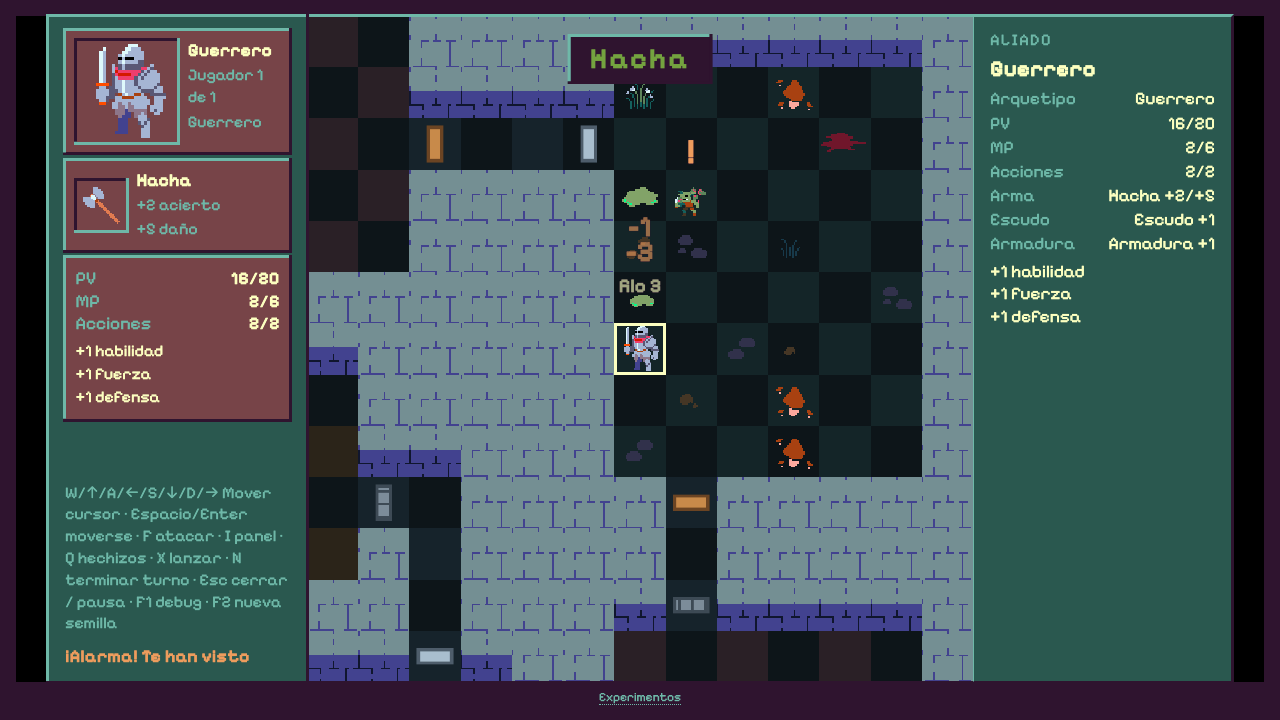 Guerrero
Jugador 1
de 1
Guerrero
Hacha
+2 acierto
+S daño
PV 16/20
MP 2/6
Acciones 2/2
+1 habilidad
+1 fuerza
+1 defensa
W/↑/A/←/S/↓/D/→ Mover
cursor · Espacio/Enter
moverse · F atacar · I panel ·
Q hechizos · X lanzar · N
terminar turno · Esc cerrar
/ pausa · F1 debug · F2 nueva
semilla
¡Alarma! Te han visto
Hacha
!
-1
-3
Alo 3
ALIADO
Guerrero
Arquetipo Guerrero
PV 16/20
MP 2/6
Acciones 2/2
Arma Hacha +2/+S
Escudo Escudo +1
Armadura Armadura +1
+1 habilidad
+1 fuerza
+1 defensa
Experimentos